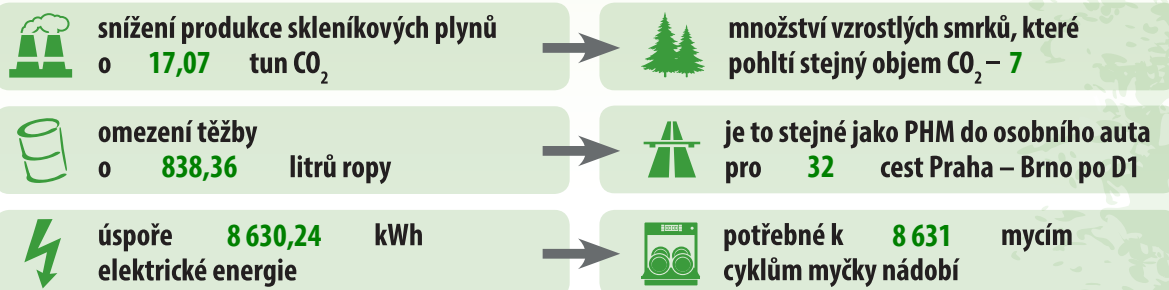 snížení produkce skleníkových plynů
o 17,07 tun CO₂
množství vzrostlých smrků, které
pohltí stejný objem CO₂ – 7
omezení těžby
o 838,36 litrů ropy
je to stejné jako PHM do osobního auta
pro 32 cest Praha – Brno po D1
úspoře 8 630,24 kWh
elektrické energie
potřebné k 8 631 mycím
cyklům myčky nádobí